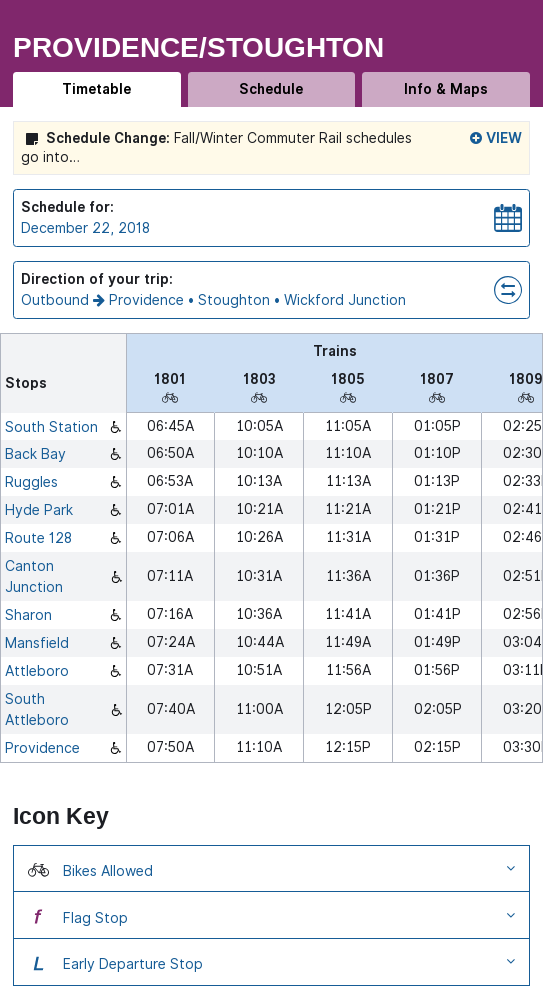 PROVIDENCE/STOUGHTON
Timetable Schedule Info & Maps
Schedule Change: Fall/Winter Commuter Rail schedules VIEW
go into…
Schedule for:
December 22, 2018
Direction of your trip:
Outbound → Providence • Stoughton • Wickford Junction
Trains
Stops 1801 1803 1805 1807 1809
South Station 06:45A 10:05A 11:05A 01:05P 02:25
Back Bay 06:50A 10:10A 11:10A 01:10P 02:30
Ruggles 06:53A 10:13A 11:13A 01:13P 02:33
Hyde Park 07:01A 10:21A 11:21A 01:21P 02:41
Route 128 07:06A 10:26A 11:31A 01:31P 02:46
Canton
Junction 07:11A 10:31A 11:36A 01:36P 02:51
Sharon 07:16A 10:36A 11:41A 01:41P 02:56
Mansfield 07:24A 10:44A 11:49A 01:49P 03:04
Attleboro 07:31A 10:51A 11:56A 01:56P 03:11
South
Attleboro 07:40A 11:00A 12:05P 02:05P 03:20
Providence 07:50A 11:10A 12:15P 02:15P 03:30
Icon Key
Bikes Allowed
f Flag Stop
L Early Departure Stop